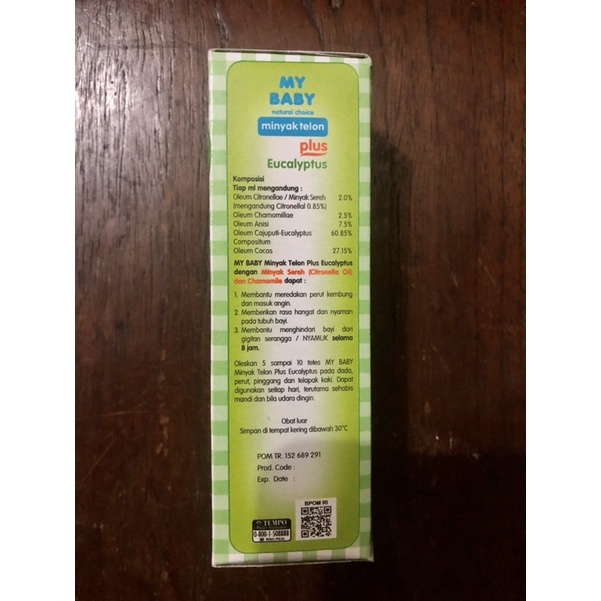 MY
BABY
natural choice
minyak telon
plus
Eucalyptus
Komposisi
Tiap ml mengandung :
Oleum Citronellae / Minyak Sereh 2.0%
(mengandung Citronellal 0.85%)
Oleum Chamomillae 2.5%
Oleum Anisi 7.5%
Oleum Cajuputi-Eucalyptus 60.85%
Compositum
Oleum Cocos 27.15%
MY BABY Minyak Telon Plus Eucalyptus
dengan Minyak Sereh (Citronella Oil)
dan Chamomile dapat :
1. Membantu meredakan perut kembung
dan masuk angin.
2. Memberikan rasa hangat dan nyaman
pada tubuh bayi.
3. Membantu menghindari bayi dari
gigitan serangga / NYAMUK selama
8 jam.
Oleskan 5 sampai 10 tetes MY BABY
Minyak Telon Plus Eucalyptus pada dada,
perut, pinggang dan telapak kaki. Dapat
digunakan setiap hari, terutama sehabis
mandi dan bila udara dingin.
Obat luar
Simpan di tempat kering dibawah 30°C
POM TR. 152 689 291
Prod. Code :
Exp. Date :
BPOM RI
TEMPO
0-800-1-508888